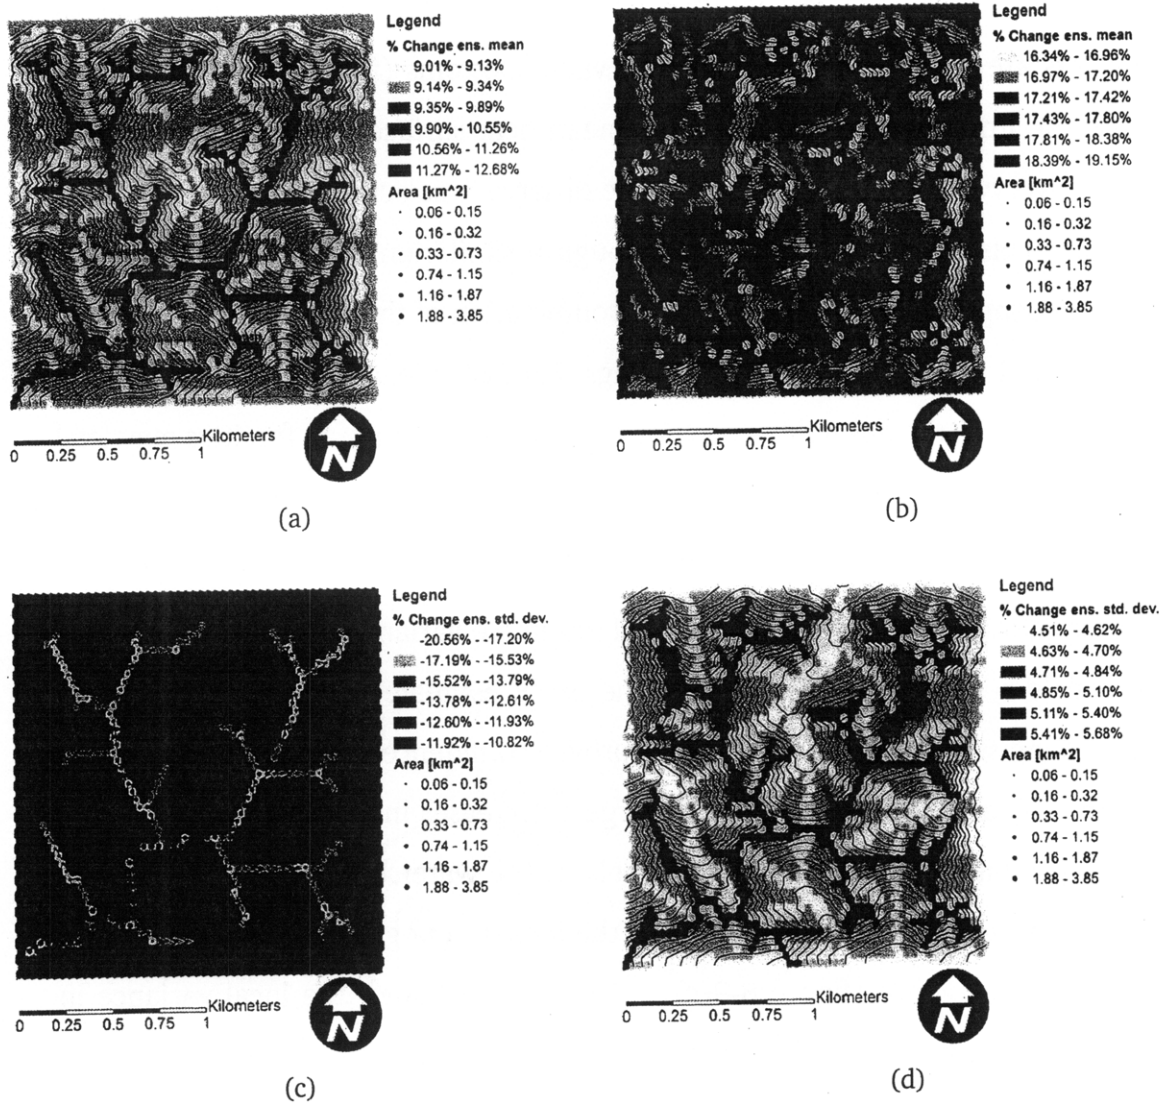 Legend
% Change ens. mean
9.01% - 9.13%
9.14% - 9.34%
9.35% - 9.89%
9.90% - 10.55%
10.56% - 11.26%
11.27% - 12.68%
Area [km^2]
0.06 - 0.15
0.16 - 0.32
0.33 - 0.73
0.74 - 1.15
1.16 - 1.87
1.88 - 3.85
Kilometers
0 0.25 0.5 0.75 1
N
(a)
Legend
% Change ens. mean
16.34% - 16.96%
16.97% - 17.20%
17.21% - 17.42%
17.43% - 17.80%
17.81% - 18.38%
18.39% - 19.15%
Area [km^2]
0.06 - 0.15
0.16 - 0.32
0.33 - 0.73
0.74 - 1.15
1.16 - 1.87
1.88 - 3.85
Kilometers
0 0.25 0.5 0.75 1
N
(b)
Legend
% Change ens. std. dev.
-20.56% - -17.20%
-17.19% - -15.53%
-15.52% - -13.79%
-13.78% - -12.61%
-12.60% - -11.93%
-11.92% - -10.82%
Area [km^2]
0.06 - 0.15
0.16 - 0.32
0.33 - 0.73
0.74 - 1.15
1.16 - 1.87
1.88 - 3.85
Kilometers
0 0.25 0.5 0.75 1
N
(c)
Legend
% Change ens. std. dev.
4.51% - 4.62%
4.63% - 4.70%
4.71% - 4.84%
4.85% - 5.10%
5.11% - 5.40%
5.41% - 5.68%
Area [km^2]
0.06 - 0.15
0.16 - 0.32
0.33 - 0.73
0.74 - 1.15
1.16 - 1.87
1.88 - 3.85
Kilometers
0 0.25 0.5 0.75 1
N
(d)